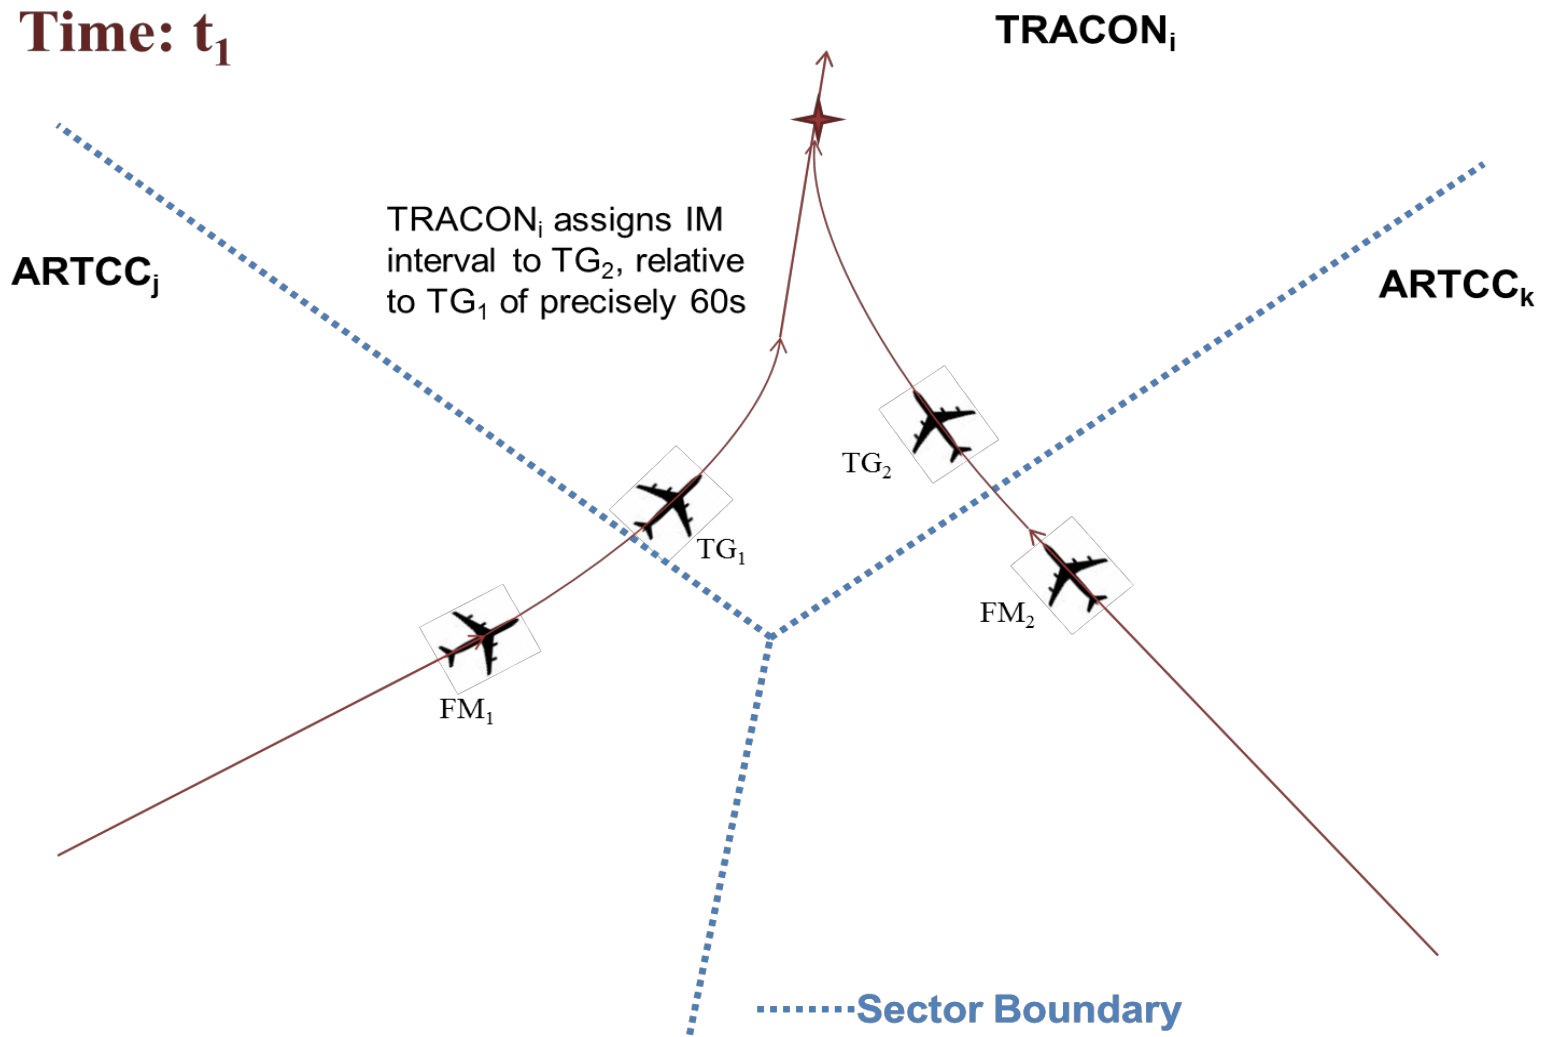 Time: t₁
TRACONᵢ
TRACONᵢ assigns IM
interval to TG₂, relative
to TG₁ of precisely 60s
ARTCCⱼ
ARTCCₖ
TG₂
TG₁
FM₂
FM₁
Sector Boundary